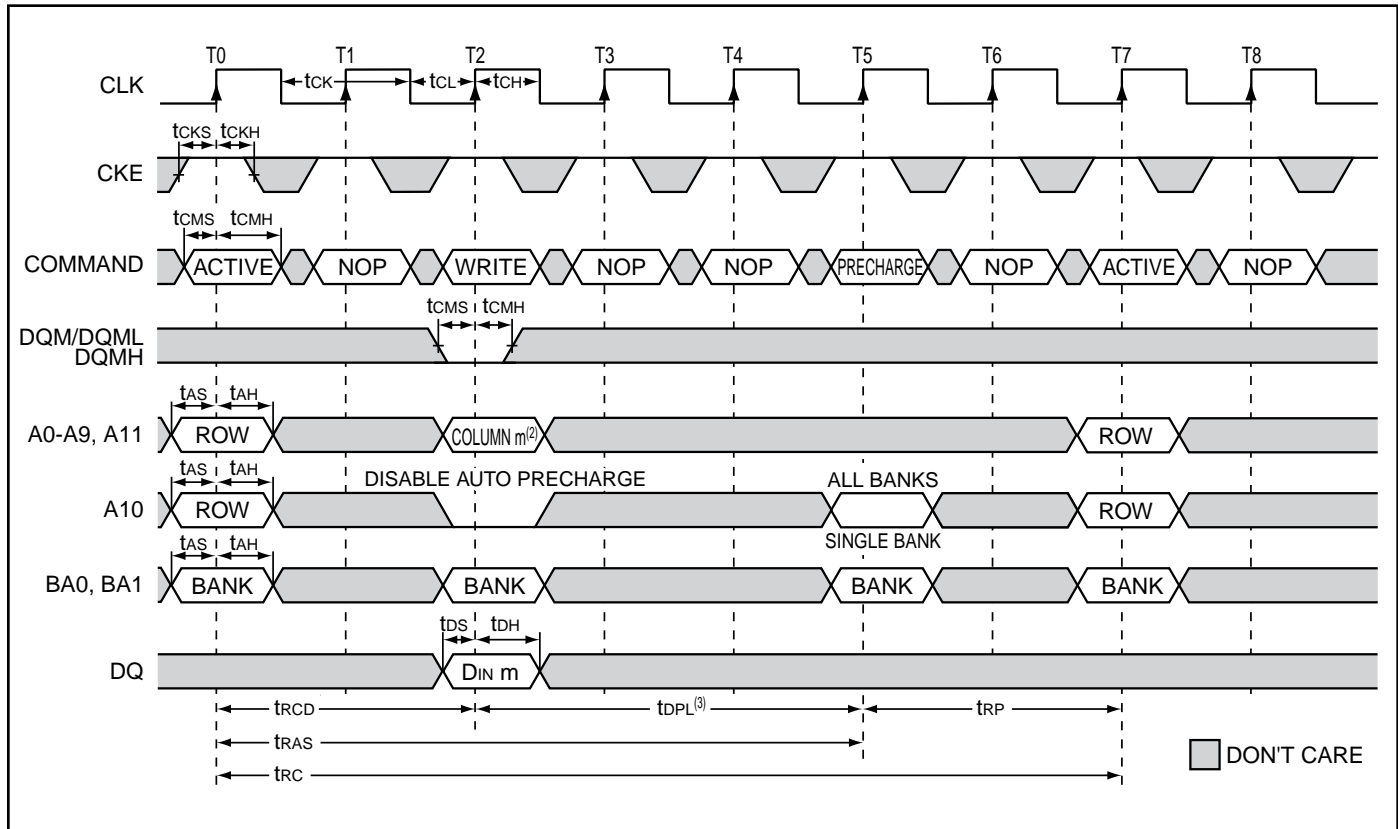 T0 T1 T2 T3 T4 T5 T6 T7 T8
CLK
tCK tCL tCH
tCKS tCKH
CKE
tCMS tCMH
COMMAND
ACTIVE NOP WRITE NOP NOP PRECHARGE NOP ACTIVE NOP
tCMS tCMH
DQM/DQML
DQMH
tAS tAH
A0-A9, A11
ROW COLUMN m(2) ROW
tAS tAH
DISABLE AUTO PRECHARGE ALL BANKS
A10
ROW ROW
SINGLE BANK
tAS tAH
BA0, BA1
BANK BANK BANK BANK
tDS tDH
DQ
DIN m
tRCD tDPL(3) tRP
tRAS
tRC
DON'T CARE